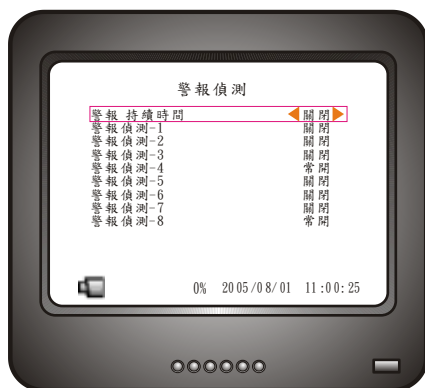 警報偵測
警報 持續時間 關閉
警報偵測-1 關閉
警報偵測-2 關閉
警報偵測-3 關閉
警報偵測-4 常閉
警報偵測-5 關閉
警報偵測-6 關閉
警報偵測-7 關閉
警報偵測-8 常開
0% 2005/08/01 11:00:25